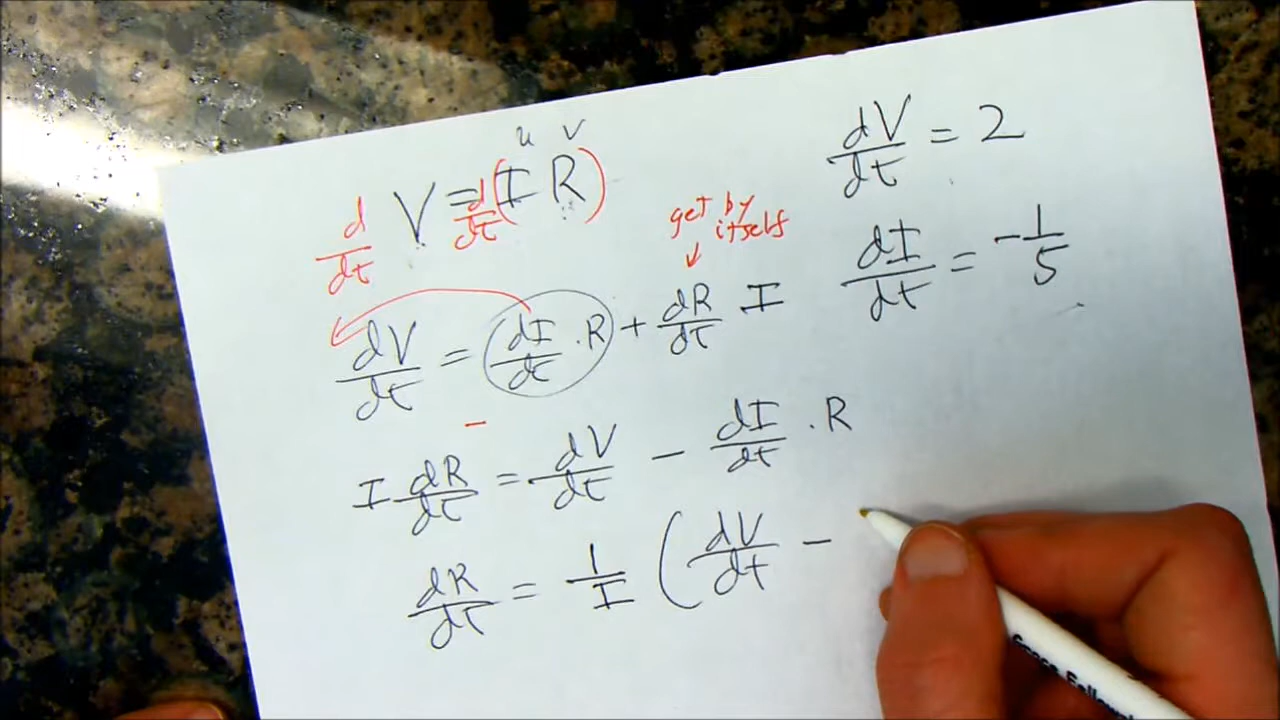 u v
d/dt V = d/dt (I R)
dV/dt = 2
get by
itself
↓
dI/dt = -1/5
dV/dt = dI/dt . R + dR/dt I
-
I dR/dt = dV/dt - dI/dt . R
dR/dt = 1/I ( dV/dt -